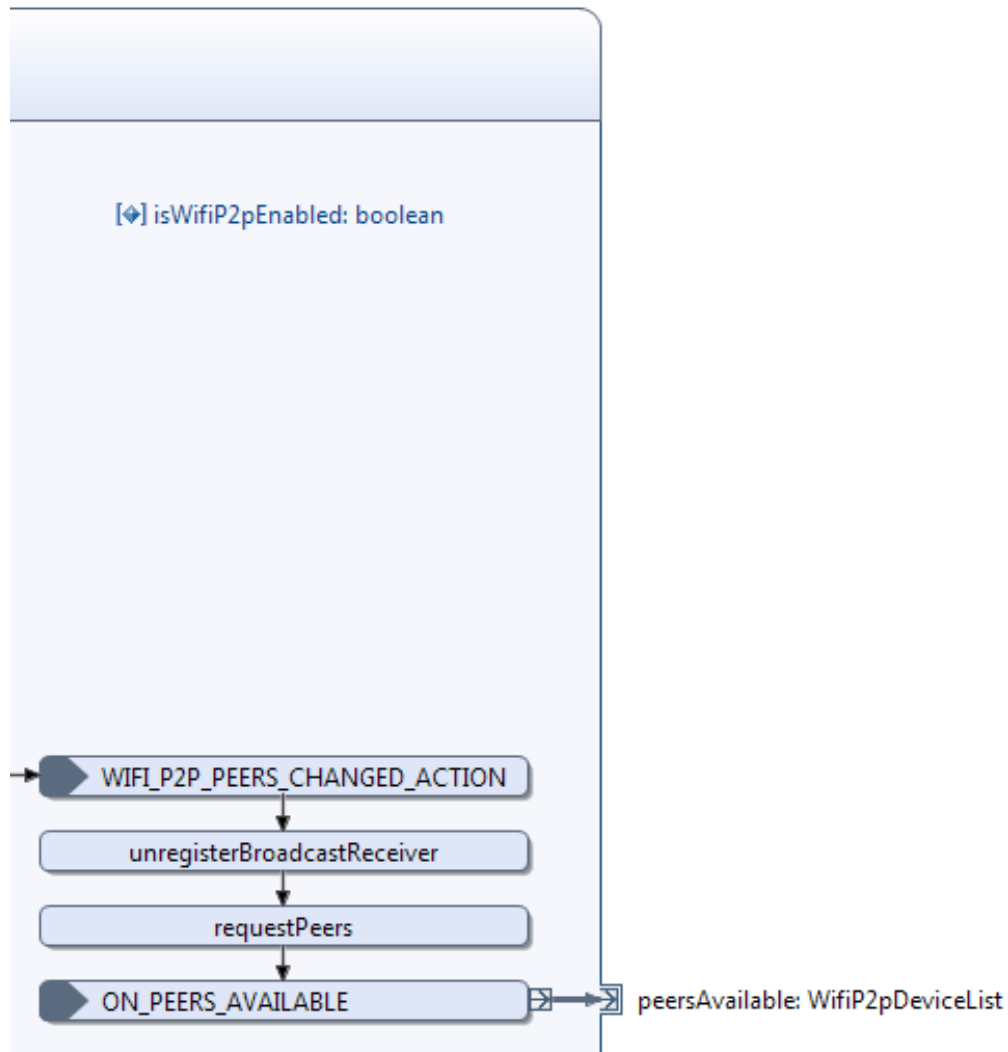 isWifiP2pEnabled: boolean
WIFI_P2P_PEERS_CHANGED_ACTION
unregisterBroadcastReceiver
requestPeers
ON_PEERS_AVAILABLE
peersAvailable: WifiP2pDeviceList